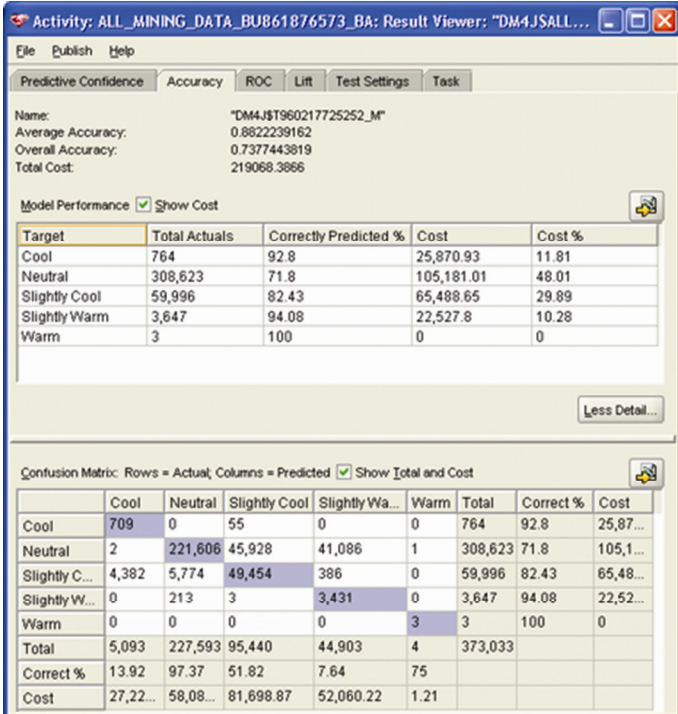 Activity: ALL_MINING_DATA_BU861876573_BA: Result Viewer: "DM4J$ALL...
File Publish Help
Predictive Confidence Accuracy ROC Lift Test Settings Task
Name: "DM4J$T960217725252_M"
Average Accuracy: 0.8822239162
Overall Accuracy: 0.7377443819
Total Cost: 219068.3866
Model Performance Show Cost
Target Total Actuals Correctly Predicted % Cost Cost %
Cool 764 92.8 25,870.93 11.81
Neutral 308,623 71.8 105,181.01 48.01
Slightly Cool 59,996 82.43 65,488.65 29.89
Slightly Warm 3,647 94.08 22,527.8 10.28
Warm 3 100 0 0
Less Detail...
Confusion Matrix: Rows = Actual; Columns = Predicted Show Total and Cost
Cool Neutral Slightly Cool Slightly Wa... Warm Total Correct % Cost
Cool 709 0 55 0 0 764 92.8 25,87...
Neutral 2 221,606 45,928 41,086 1 308,623 71.8 105,1...
Slightly C... 4,382 5,774 49,454 386 0 59,996 82.43 65,48...
Slightly W... 0 213 3 3,431 0 3,647 94.08 22,52...
Warm 0 0 0 0 3 3 100 0
Total 5,093 227,593 95,440 44,903 4 373,033
Correct % 13.92 97.37 51.82 7.64 75
Cost 27,22... 58,08... 81,698.87 52,060.22 1.21